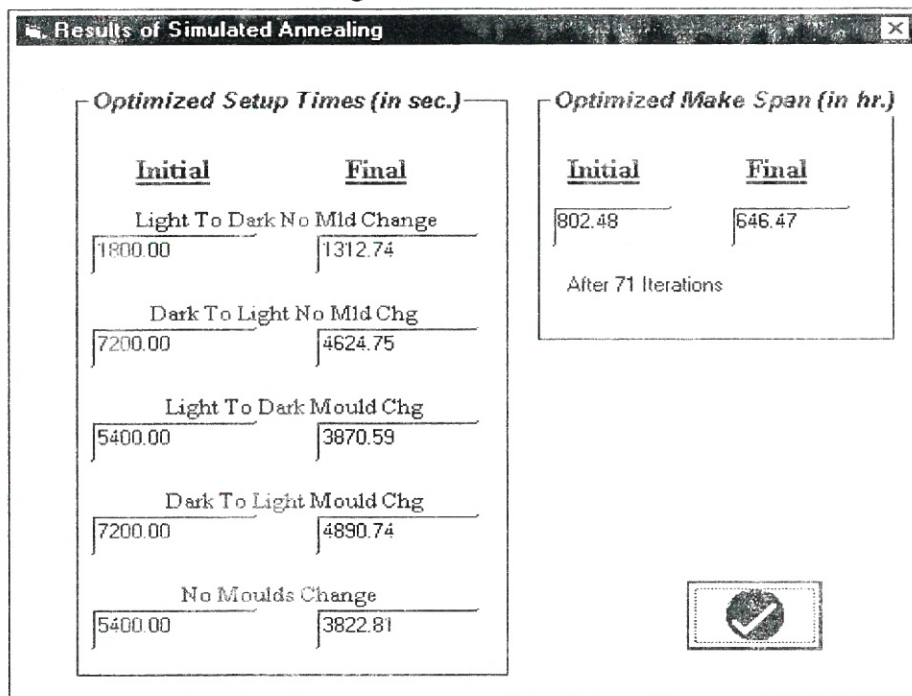 Results of Simulated Annealing
Optimized Setup Times (in sec.)
Initial Final
Light To Dark No Mld Change
1800.00 1312.74
Dark To Light No Mld Chg
7200.00 4624.75
Light To Dark Mould Chg
5400.00 3870.59
Dark To Light Mould Chg
7200.00 4890.74
No Moulds Change
5400.00 3822.81
Optimized Make Span (in hr.)
Initial Final
802.48 646.47
After 71 Iterations